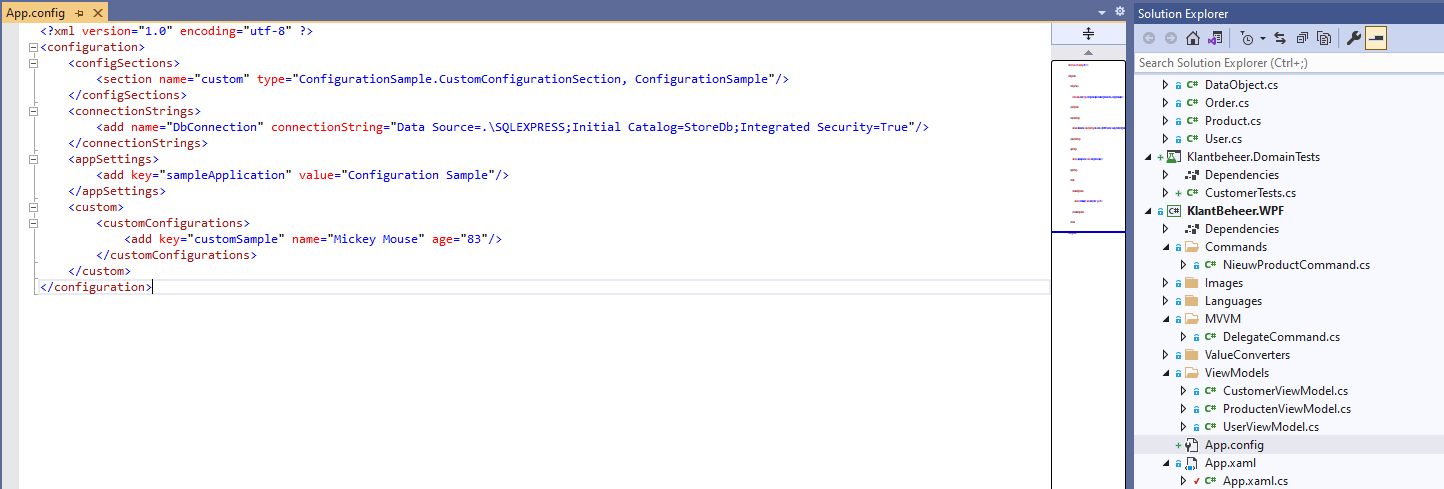 App.config
<?xml version="1.0" encoding="utf-8" ?>
<configuration>
<configSections>
<section name="custom" type="ConfigurationSample.CustomConfigurationSection, ConfigurationSample"/>
</configSections>
<connectionStrings>
<add name="DbConnection" connectionString="Data Source=.\SQLEXPRESS;Initial Catalog=StoreDb;Integrated Security=True"/>
</connectionStrings>
<appSettings>
<add key="sampleApplication" value="Configuration Sample"/>
</appSettings>
<custom>
<customConfigurations>
<add key="customSample" name="Mickey Mouse" age="83"/>
</customConfigurations>
</custom>
</configuration>
Solution Explorer
Search Solution Explorer (Ctrl+;)
C# DataObject.cs
C# Order.cs
C# Product.cs
C# User.cs
Klantbeheer.DomainTests
Dependencies
C# CustomerTests.cs
C# KlantBeheer.WPF
Dependencies
Commands
C# NieuwProductCommand.cs
Images
Languages
MVVM
C# DelegateCommand.cs
ValueConverters
ViewModels
C# CustomerViewModel.cs
C# ProductenViewModel.cs
C# UserViewModel.cs
App.config
App.xaml
C# App.xaml.cs